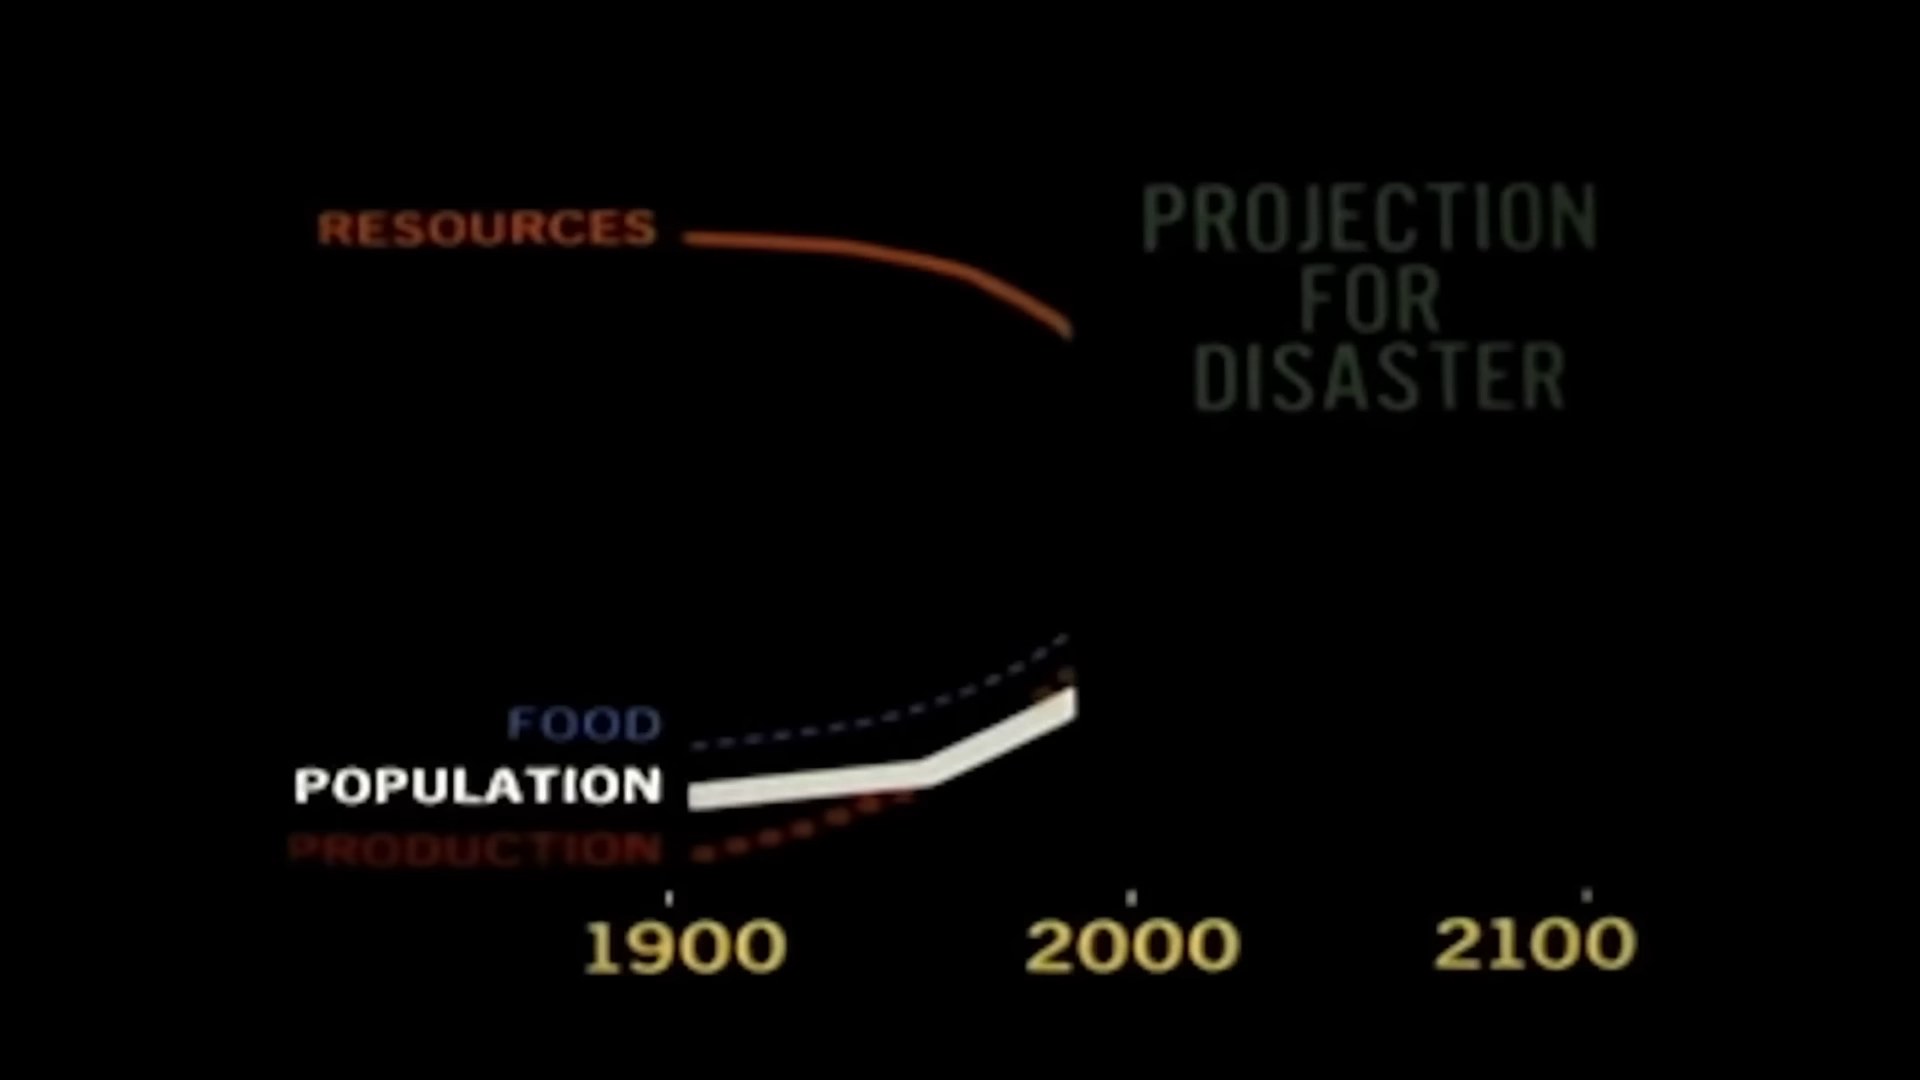 RESOURCES
PROJECTION
FOR
DISASTER
FOOD
POPULATION
PRODUCTION
1900
2000
2100